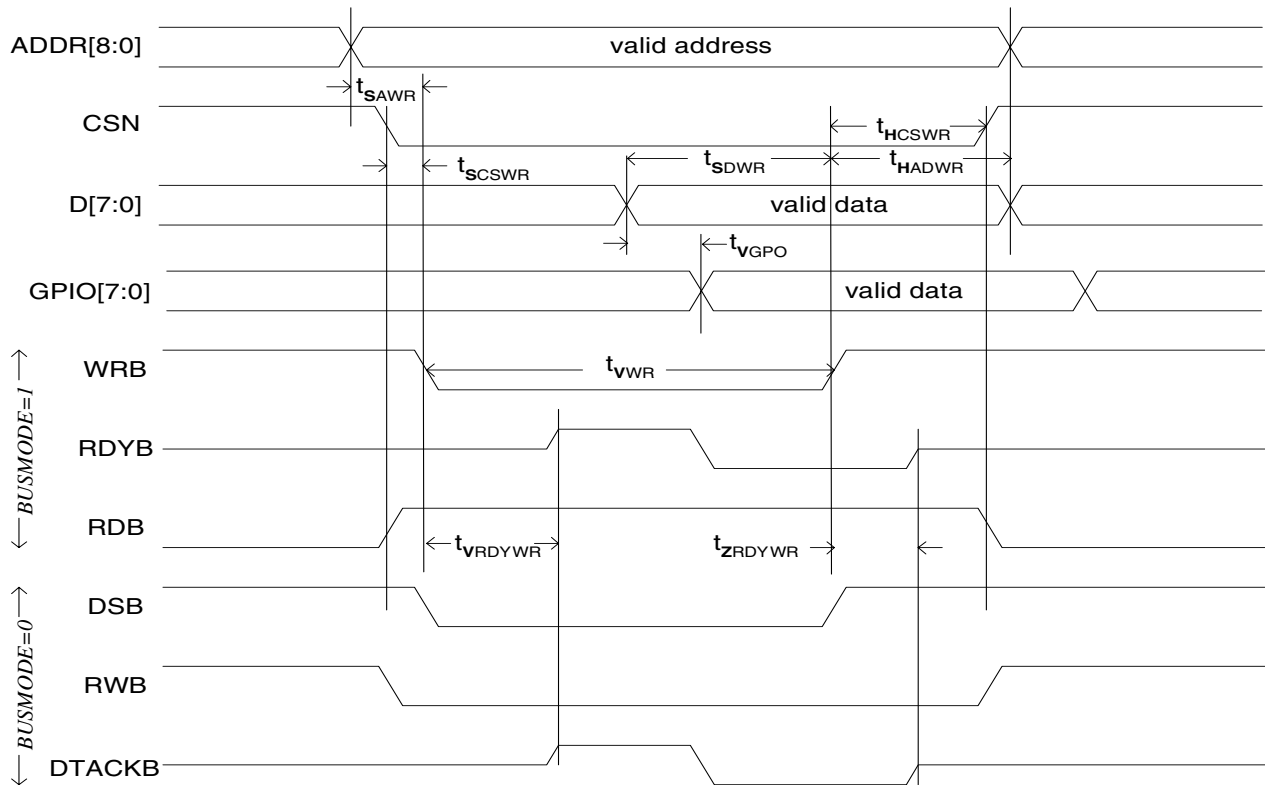 ADDR[8:0]
valid address
tSAWR
CSN
tHCSWR
tSCSWR
tSDWR
tHADWR
D[7:0]
valid data
tVGPO
GPIO[7:0]
valid data
BUSMODE=1
WRB
tVWR
RDYB
RDB
tVRDYWR
tZRDYWR
BUSMODE=0
DSB
RWB
DTACKB